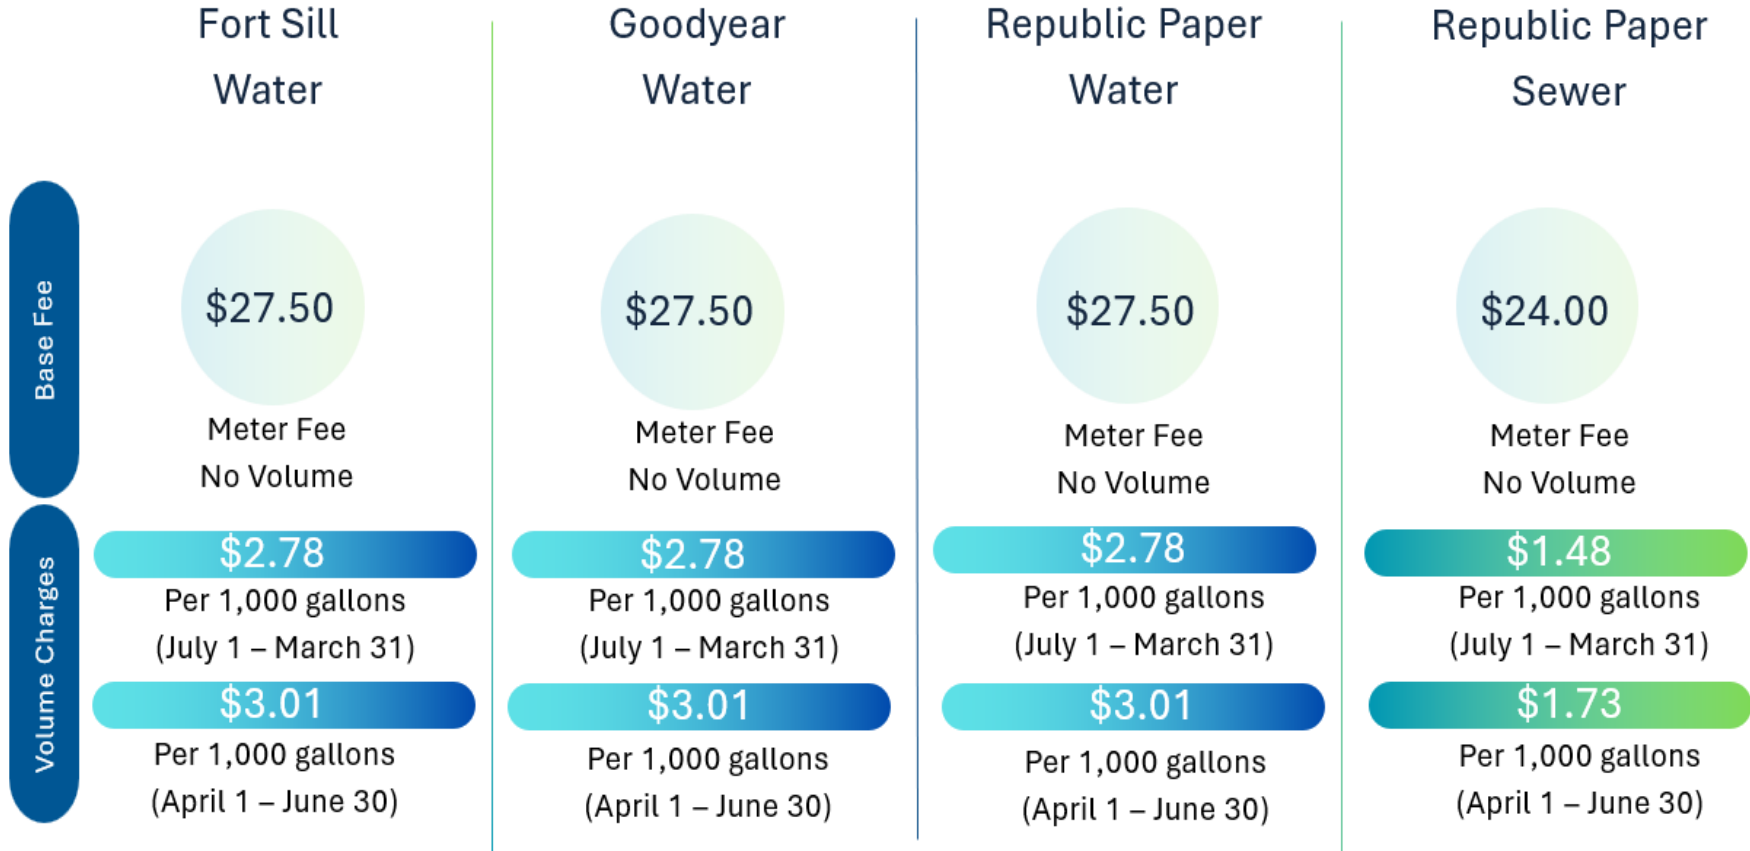 Fort Sill
Water
Goodyear
Water
Republic Paper
Water
Republic Paper
Sewer
Base Fee
$27.50
Meter Fee
No Volume
$27.50
Meter Fee
No Volume
$27.50
Meter Fee
No Volume
$24.00
Meter Fee
No Volume
Volume Charges
$2.78
Per 1,000 gallons
(July 1 – March 31)
$3.01
Per 1,000 gallons
(April 1 – June 30)
$2.78
Per 1,000 gallons
(July 1 – March 31)
$3.01
Per 1,000 gallons
(April 1 – June 30)
$2.78
Per 1,000 gallons
(July 1 – March 31)
$3.01
Per 1,000 gallons
(April 1 – June 30)
$1.48
Per 1,000 gallons
(July 1 – March 31)
$1.73
Per 1,000 gallons
(April 1 – June 30)